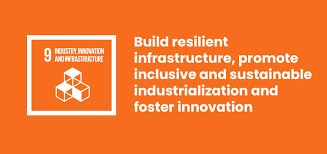 9 INDUSTRY, INNOVATION
AND INFRASTRUCTURE
Build resilient
infrastructure, promote
inclusive and sustainable
industrialization and
foster innovation